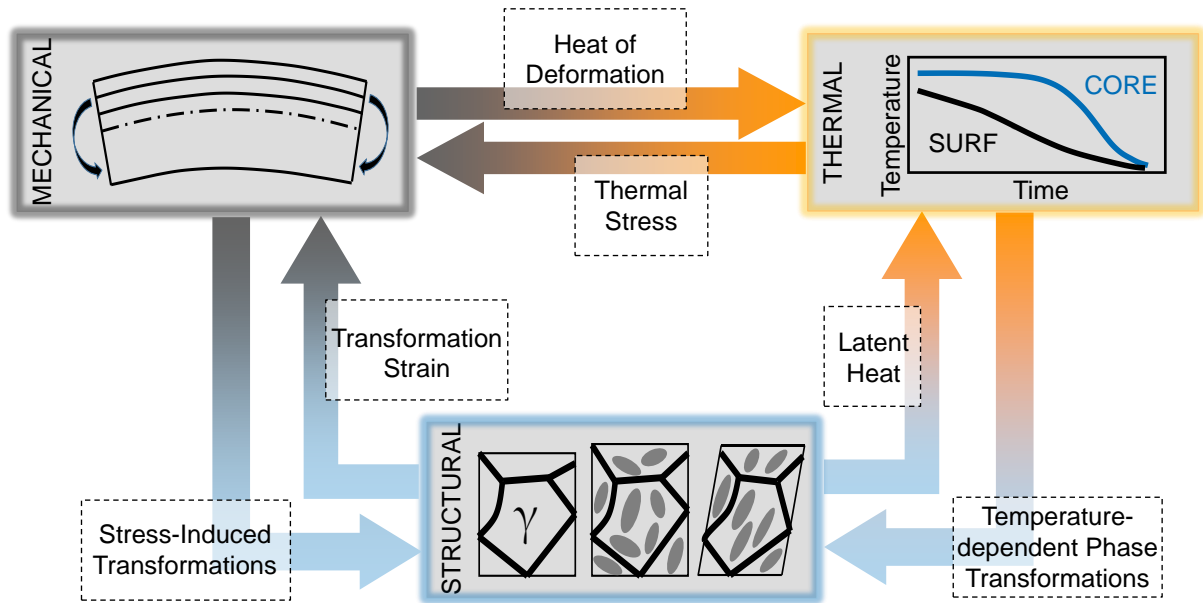 MECHANICAL
Heat of
Deformation
Thermal
Stress
THERMAL
Temperature
CORE
SURF
Time
Transformation
Strain
Latent
Heat
STRUCTURAL
γ
Stress-Induced
Transformations
Temperature-
dependent Phase
Transformations